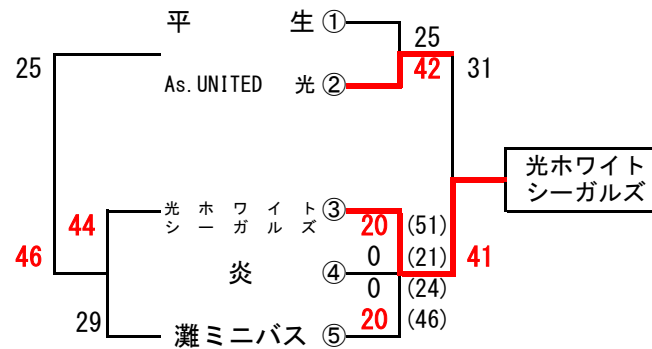 平 生 ① 25
25 42 31
As. UNITED 光 ②
光ホワイト
シーガルズ
44 光ホワイト
シーガルズ ③ 20 (51)
46 0 (21) 41
炎 ④ 0 (24)
29 灘ミニバス ⑤ 20 (46)